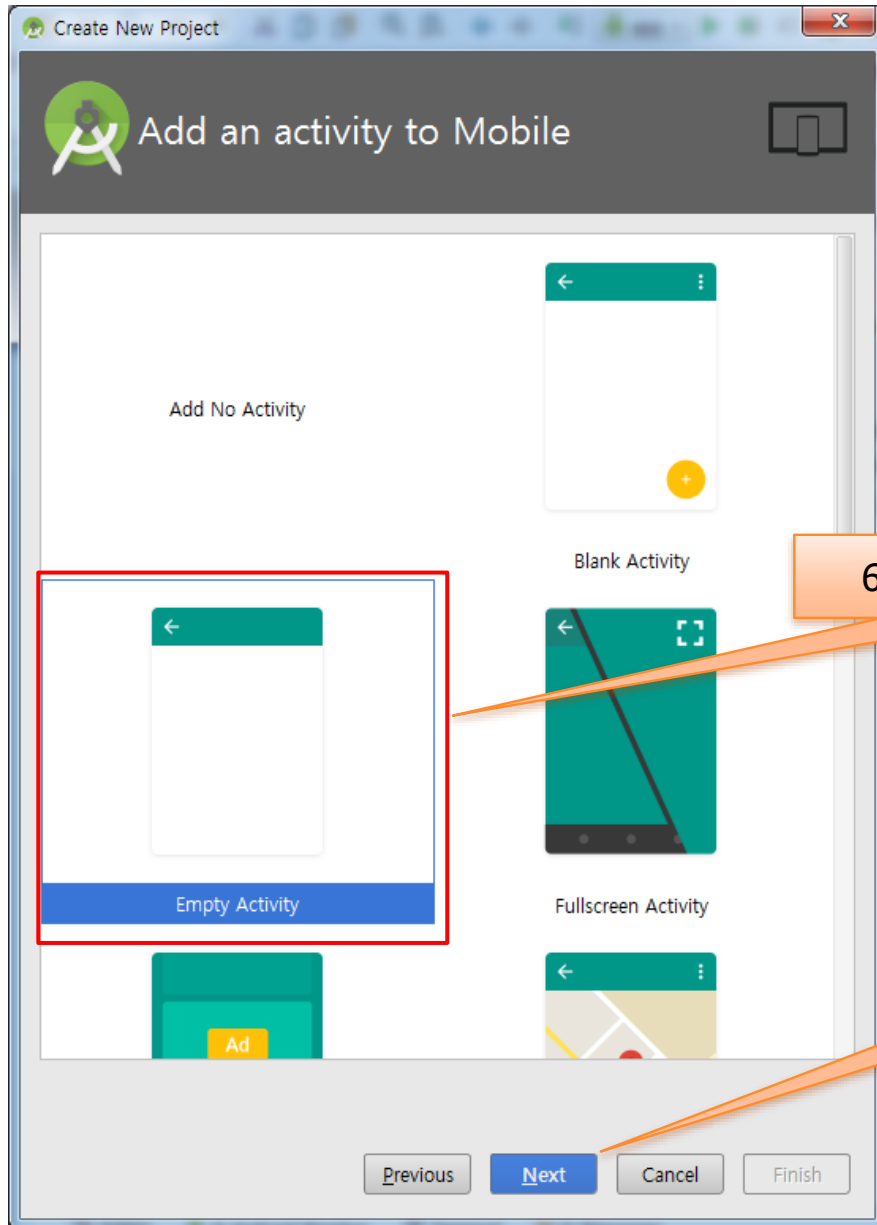 Create New Project
Add an activity to Mobile
Add No Activity
Blank Activity
6
Empty Activity
Fullscreen Activity
Ad
Previous
Next
Cancel
Finish